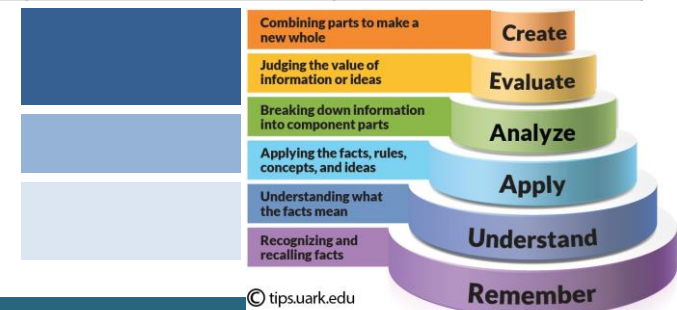 Combining parts to make a
new whole
Create
Judging the value of
information or ideas
Evaluate
Breaking down information
into component parts
Analyze
Applying the facts, rules,
concepts, and ideas
Apply
Understanding what
the facts mean
Understand
Recognizing and
recalling facts
Remember
© tips.uark.edu